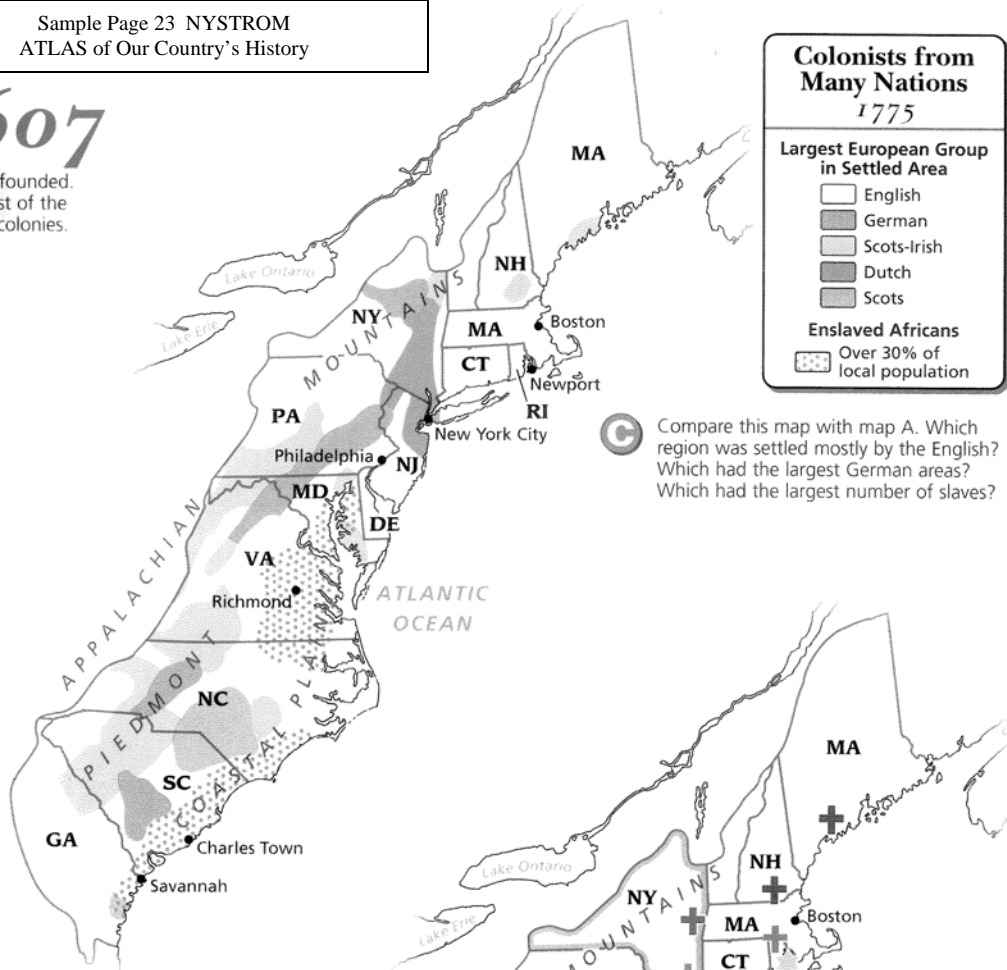 Sample Page 23 NYSTROM
ATLAS of Our Country's History
607
founded.
st of the
colonies.
Colonists from
Many Nations
1775
Largest European Group
in Settled Area
English
German
Scots-Irish
Dutch
Scots
Enslaved Africans
Over 30% of
local population
C
Compare this map with map A. Which
region was settled mostly by the English?
Which had the largest German areas?
Which had the largest number of slaves?
MA
NH
Lake Ontario
Lake Erie
NY
MOUNTAINS
MA
Boston
CT
Newport
RI
PA
New York City
Philadelphia
NJ
MD
DE
APPALACHIAN
VA
Richmond
ATLANTIC
OCEAN
PIEDMONT
NC
COASTAL PLAIN
SC
GA
Charles Town
Savannah
MA
NH
Lake Ontario
Lake Erie
NY
MOUNTAINS
MA
Boston
CT